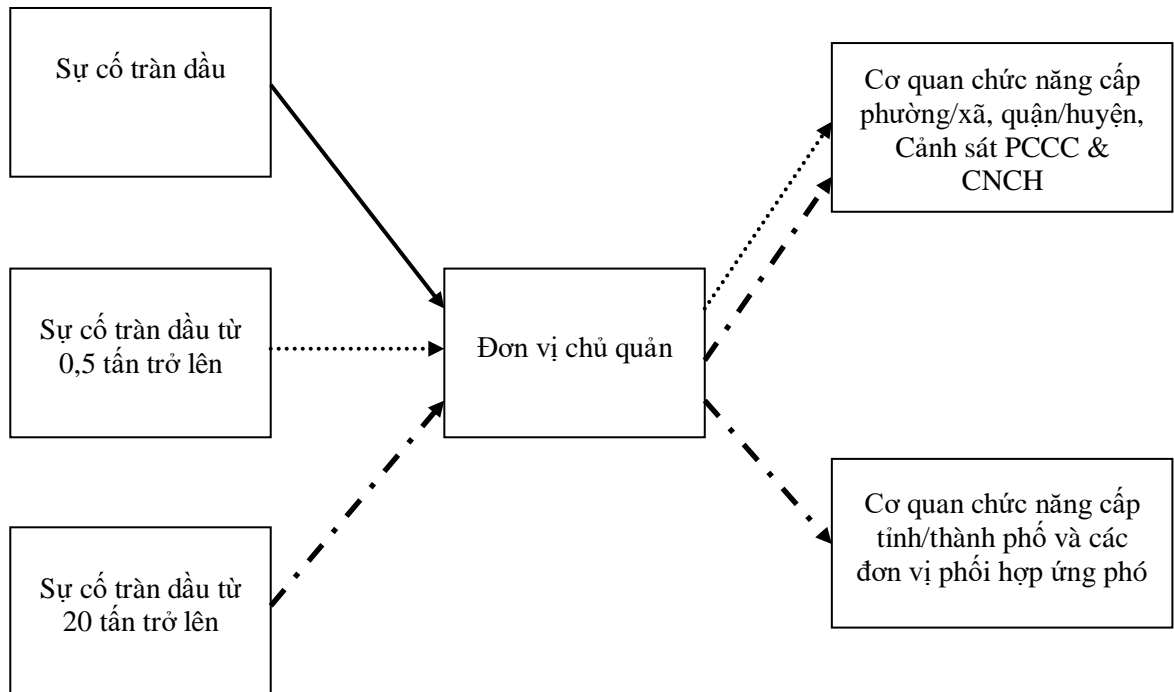 Sự cố tràn dầu
Cơ quan chức năng cấp
phường/xã, quận/huyện,
Cảnh sát PCCC &
CNCH
Sự cố tràn dầu từ
0,5 tấn trở lên
Đơn vị chủ quản
Cơ quan chức năng cấp
tỉnh/thành phố và các
đơn vị phối hợp ứng phó
Sự cố tràn dầu từ
20 tấn trở lên